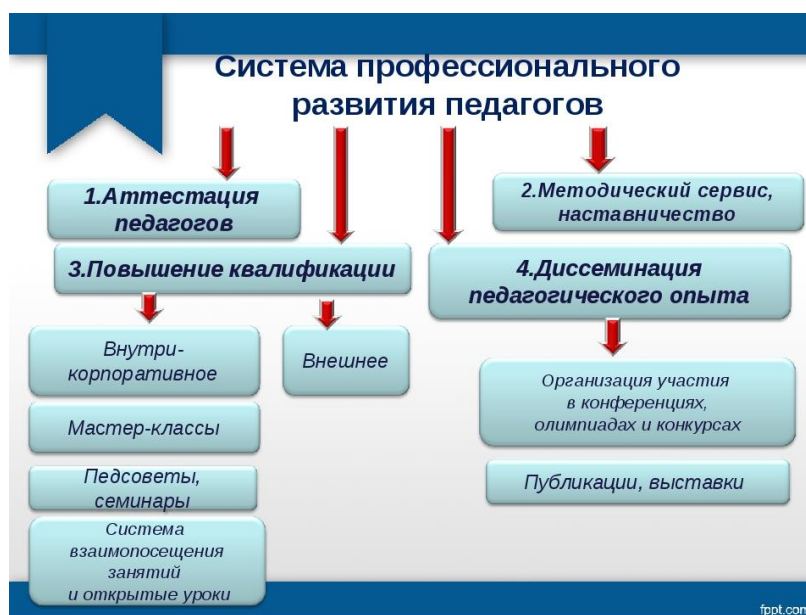 Система профессионального
развития педагогов
1.Аттестация
педагогов
2.Методический сервис,
наставничество
3.Повышение квалификации
4.Диссеминация
педагогического опыта
Внутри-
корпоративное
Внешнее
Мастер-классы
Педсоветы,
семинары
Система
взаимопосещения
занятий
и открытые уроки
Организация участия
в конференциях,
олимпиадах и конкурсах
Публикации, выставки
fppt.com